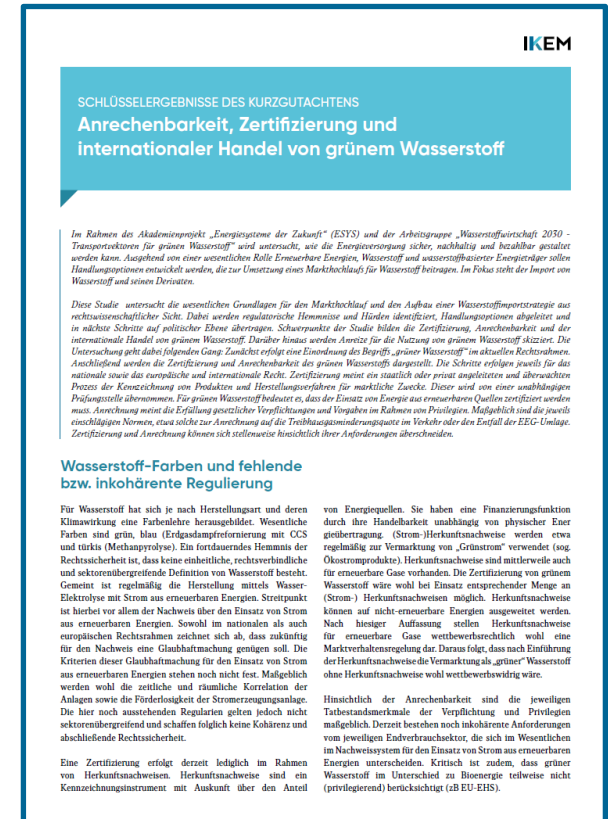 IKEM
SCHLÜSSELERGEBNISSE DES KURZGUTACHTENS
Anrechenbarkeit, Zertifizierung und
internationaler Handel von grünem Wasserstoff
Im Rahmen des Akademienprojekt „Energiesysteme der Zukunft“ (ESYS) und der Arbeitsgruppe „Wasserstoffwirtschaft 2030 -
Transportvektoren für grünen Wasserstoff“ wird untersucht, wie die Energieversorgung sicher, nachhaltig und bezahlbar gestaltet
werden kann. Ausgehend von einer wesentlichen Rolle Erneuerbare Energien, Wasserstoff und wasserstoffbasierter Energieträger sollen
Handlungsoptionen entwickelt werden, die zur Umsetzung eines Markthochlaufs für Wasserstoff beitragen. Im Fokus steht der Import von
Wasserstoff und seinen Derivaten.
Diese Studie untersucht die wesentlichen Grundlagen für den Markthochlauf und den Aufbau einer Wasserstoffimportstrategie aus
rechtswissenschaftlicher Sicht. Dabei werden regulatorische Hemmnisse und Hürden identifiziert, Handlungsoptionen abgeleitet und
in nächste Schritte auf politischer Ebene übertragen. Schwerpunkte der Studie bilden die Zertifizierung, Anrechenbarkeit und der
internationale Handel von grünem Wasserstoff. Darüber hinaus werden Anreize für die Nutzung von grünem Wasserstoff skizziert. Die
Untersuchung geht dabei folgenden Gang: Zunächst erfolgt eine Einordnung des Begriffs „grüner Wasserstoff“ im aktuellen Rechtsrahmen.
Anschließend werden die Zertifizierung und Anrechenbarkeit des grünen Wasserstoffs dargestellt. Die Schritte erfolgen jeweils für das
nationale sowie das europäische und internationale Recht. Zertifizierung meint ein staatlich oder privat angeleiteten und überwachten
Prozess der Kennzeichnung von Produkten und Herstellungsverfahren für marktliche Zwecke. Dieser wird von einer unabhängigen
Prüfungsstelle übernommen. Für grünen Wasserstoff bedeutet es, dass der Einsatz von Energie aus erneuerbaren Quellen zertifiziert werden
muss. Anrechnung meint die Erfüllung gesetzlicher Verpflichtungen und Vorgaben im Rahmen von Privilegien. Maßgeblich sind die jeweils
einschlägigen Normen, etwa solche zur Anrechnung auf die Treibhausgasminderungsquote im Verkehr oder den Entfall der EEG-Umlage.
Zertifizierung und Anrechnung können sich stellenweise hinsichtlich ihrer Anforderungen überschneiden.
Wasserstoff-Farben und fehlende
bzw. inkohärente Regulierung
Für Wasserstoff hat sich je nach Herstellungsart und deren
Klimawirkung eine Farbenlehre herausgebildet. Wesentliche
Farben sind grün, blau (Erdgasdampfreformierung mit CCS
und türkis (Methanpyrolyse). Ein fortdauerndes Hemmnis der
Rechtssicherheit ist, dass keine einheitliche, rechtsverbindliche
und sektorenübergreifende Definition von Wasserstoff besteht.
Gemeint ist regelmäßig die Herstellung mittels Wasser-
Elektrolyse mit Strom aus erneuerbaren Energien. Streitpunkt
ist hierbei vor allem der Nachweis über den Einsatz von Strom
aus erneuerbaren Energien. Sowohl im nationalen als auch
europäischen Rechtsrahmen zeichnet sich ab, dass zukünftig
für den Nachweis eine Glaubhaftmachung genügen soll. Die
Kriterien dieser Glaubhaftmachung für den Einsatz von Strom
aus erneuerbaren Energien stehen noch nicht fest. Maßgeblich
werden wohl die zeitliche und räumliche Korrelation der
Anlagen sowie die Förderlosigkeit der Stromerzeugungsanlage.
Die hier noch ausstehenden Regularien gelten jedoch nicht
sektorenübergreifend und schaffen folglich keine Kohärenz und
abschließende Rechtssicherheit.
Eine Zertifizierung erfolgt derzeit lediglich im Rahmen
von Herkunftsnachweisen. Herkunftsnachweise sind ein
Kennzeichnungsinstrument mit Auskunft über den Anteil
von Energiequellen. Sie haben eine Finanzierungsfunktion
durch ihre Handelbarkeit unabhängig von physischer Ener
gieübertragung. (Strom-)Herkunftsnachweise werden etwa
regelmäßig zur Vermarktung von „Grünstrom“ verwendet (sog.
Ökostromprodukte). Herkunftsnachweise sind mittlerweile auch
für erneuerbare Gase vorhanden. Die Zertifizierung von grünem
Wasserstoff wäre wohl bei Einsatz entsprechender Menge an
(Strom-) Herkunftsnachweisen möglich. Herkunftsnachweise
können auf nicht-erneuerbare Energien ausgeweitet werden.
Nach hiesiger Auffassung stellen Herkunftsnachweise
für erneuerbare Gase wettbewerbsrechtlich wohl eine
Marktverhaltensregelung dar. Daraus folgt, dass nach Einführung
der Herkunftsnachweise die Vermarktung als „grüner“ Wasserstoff
ohne Herkunftsnachweise wohl wettbewerbswidrig wäre.
Hinsichtlich der Anrechenbarkeit sind die jeweiligen
Tatbestandsmerkmale der Verpflichtung und Privilegien
maßgeblich. Derzeit bestehen noch inkohärente Anforderungen
vom jeweiligen Endverbrauchsektor, die sich im Wesentlichen
im Nachweissystem für den Einsatz von Strom aus erneuerbaren
Energien unterscheiden. Kritisch ist zudem, dass grüner
Wasserstoff im Unterschied zu Bioenergie teilweise nicht
(privilegierend) berücksichtigt (zB EU-EHS).